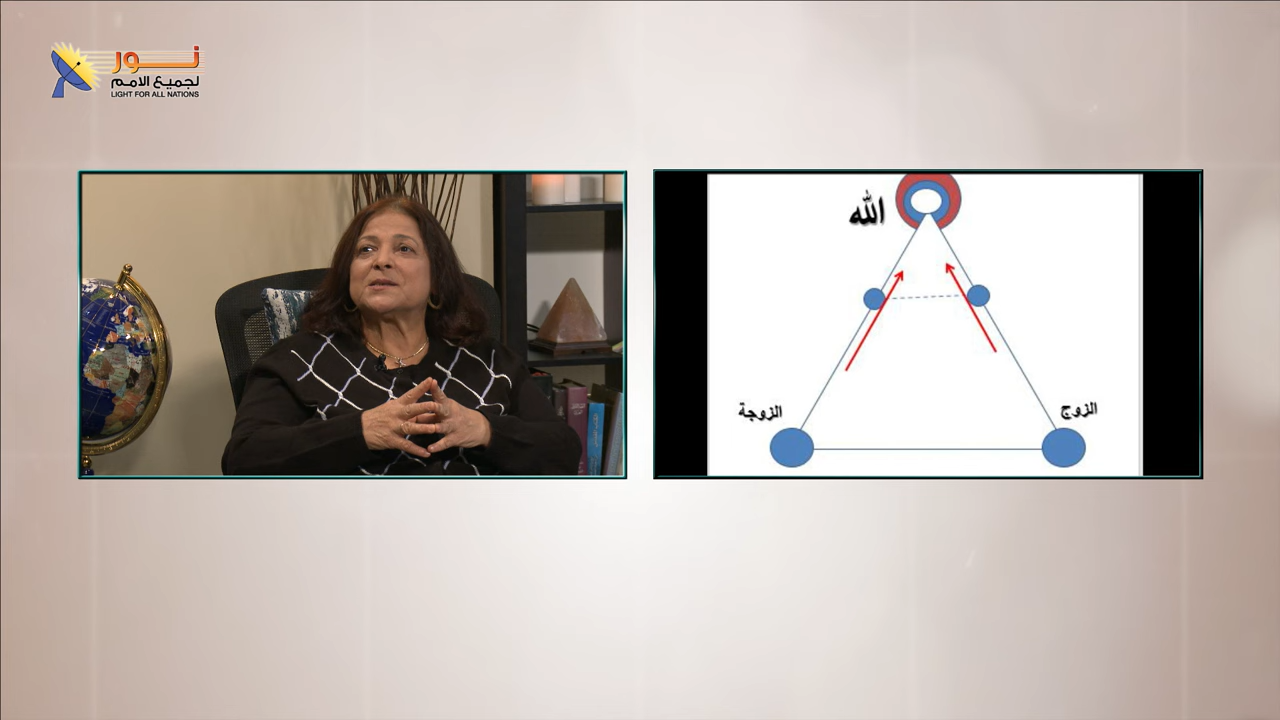 نور
لجميع الامم
LIGHT FOR ALL NATIONS
الله
الزوجة
الزوج